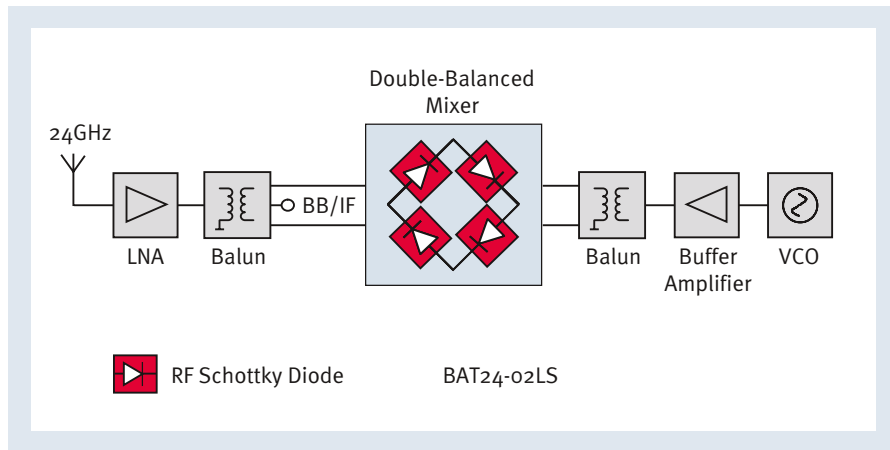 Double-Balanced
Mixer
24GHz
BB/IF
LNA
Balun
Balun
Buffer
Amplifier
VCO
RF Schottky Diode
BAT24-02LS